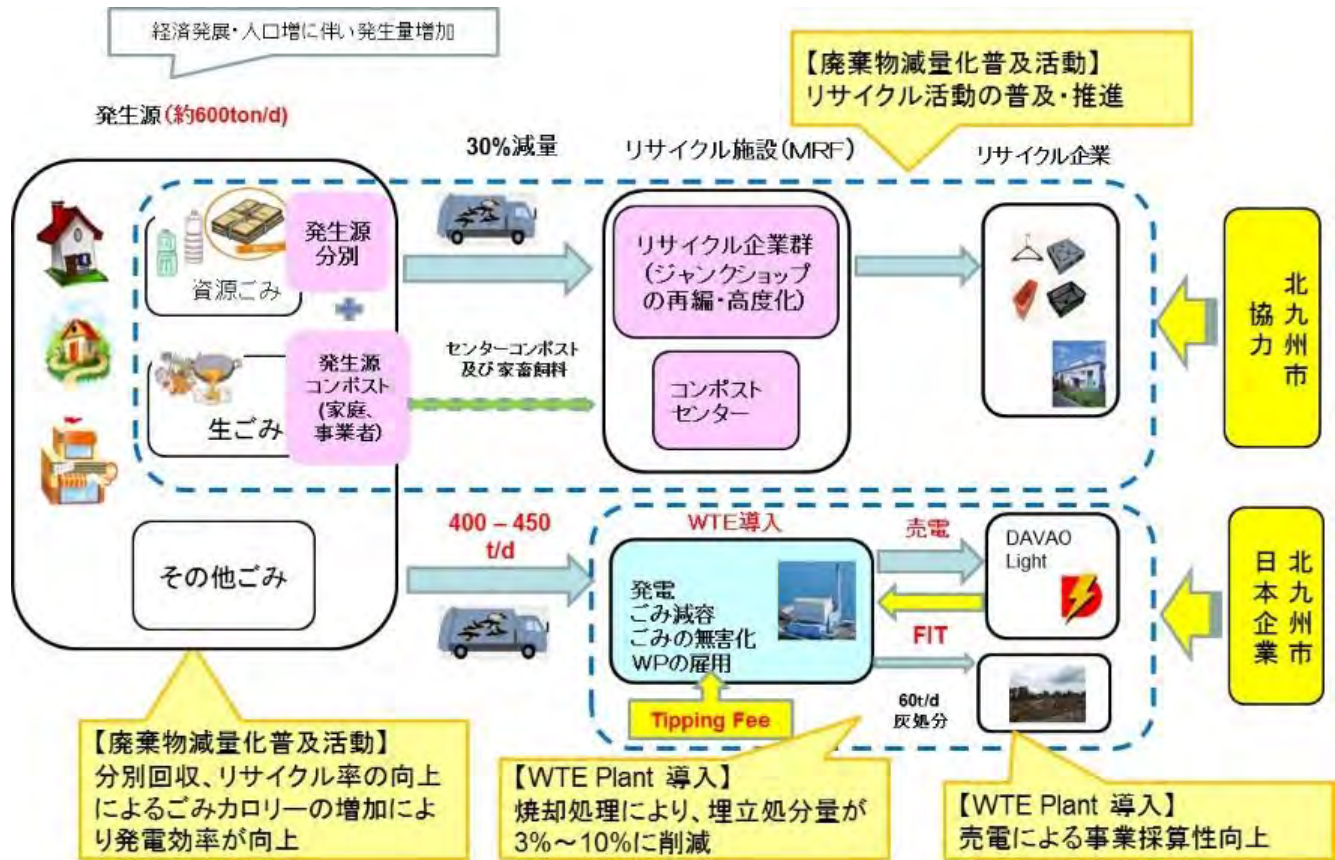 経済発展・人口増に伴い発生量増加
【廃棄物減量化普及活動】
リサイクル活動の普及・推進
発生源(約600ton/d)
30%減量
リサイクル施設(MRF)
リサイクル企業
資源ごみ
発生源
分別
リサイクル企業群
(ジャンクショップ
の再編・高度化)
北九州市
協力
生ごみ
発生源
コンポスト
(家庭、
事業者)
センターコンポスト
及び家畜飼料
コンポスト
センター
その他ごみ
400 – 450
t/d
WTE導入
発電
ごみ減容
ごみの無害化
WPの雇用
売電
FIT
DAVAO
Light
北九州市
日本企業
Tipping Fee
60t/d
灰処分
【廃棄物減量化普及活動】
分別回収、リサイクル率の向上
によるごみカロリーの増加によ
り発電効率が向上
【WTE Plant 導入】
焼却処理により、埋立処分量が
3%～10%に削減
【WTE Plant 導入】
売電による事業採算性向上